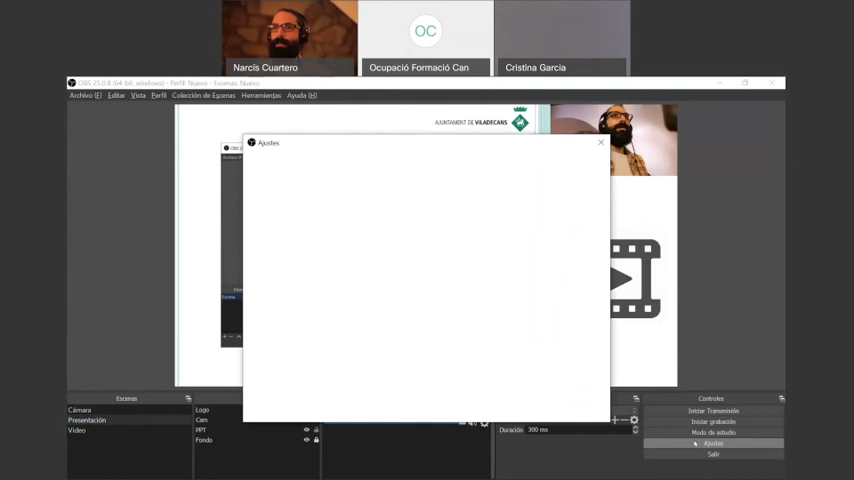 OC
Narcís Cuartero
Ocupació Formació Can
Cristina Garcia
OBS 25.0.8 (64-bit, windows) - Perfil: Nuevo - Escenas: Nuevo
Archivo (F) Editar Vista Perfil Colección de Escenas Herramientas Ayuda (H)
AJUNTAMENT DE VILADECANS
Ajustes
Escenas
Controles
Cámara
Presentación
Video
Logo
Cam
PPT
Fondo
Duración 300 ms
Iniciar Transmisión
Iniciar grabación
Modo de estudio
Ajustes
Salir